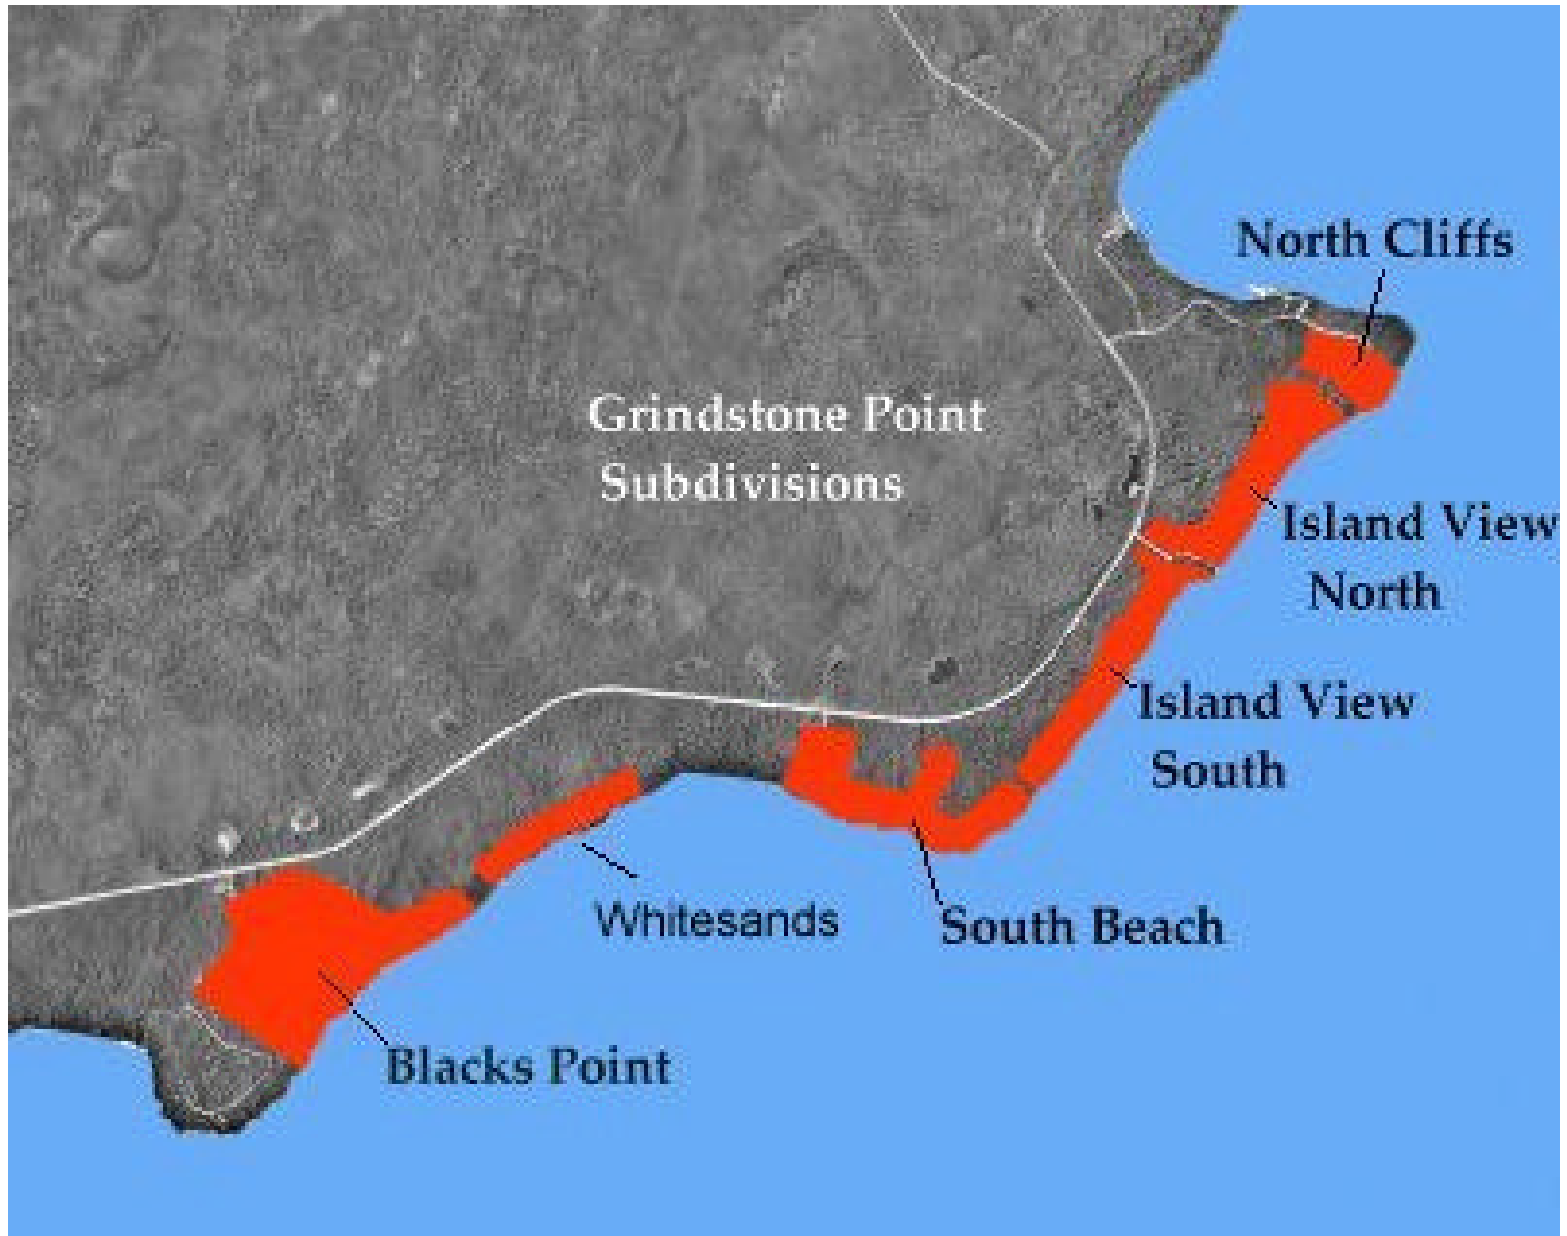 North Cliffs
Grindstone Point
Subdivisions
Island View
North
Island View
South
Whitesands
South Beach
Blacks Point